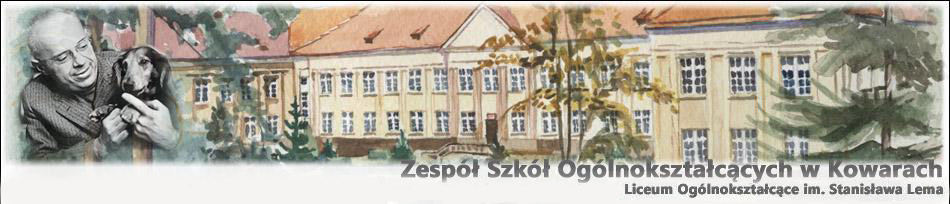 Zespół Szkół Ogólnokształcących w Kowarach
Liceum Ogólnokształcące im. Stanisława Lema